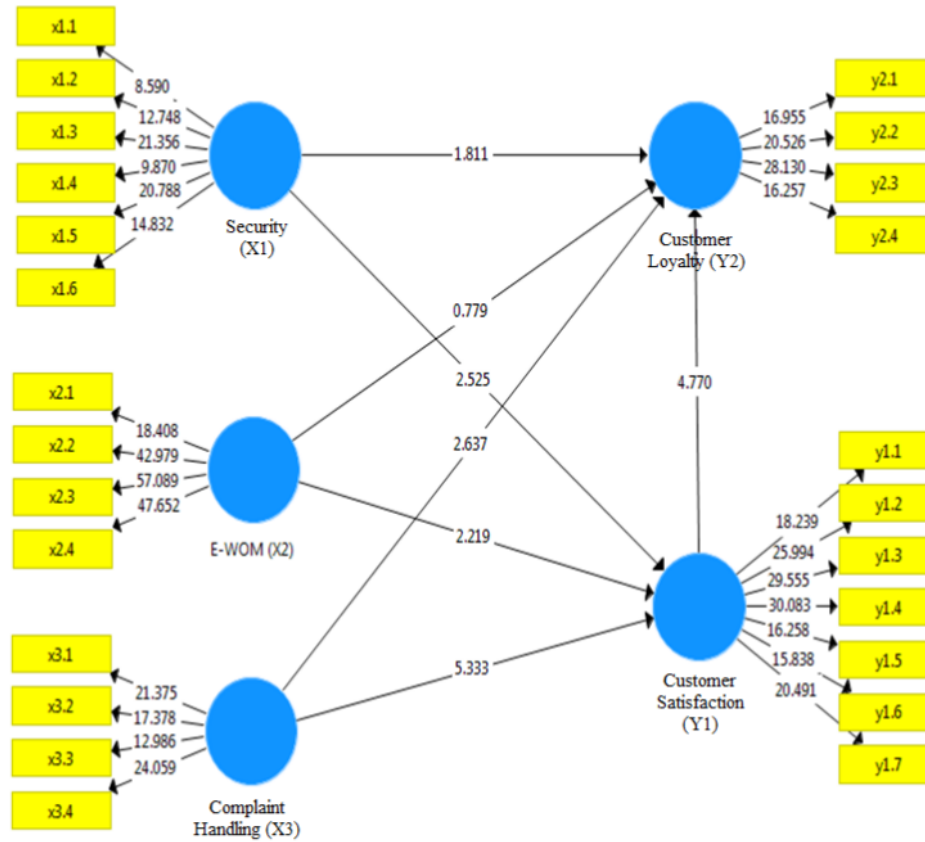 x1.1
x1.2
x1.3
x1.4
x1.5
x1.6
8.590
12.748
21.356
9.870
20.788
14.832
Security
(X1)
1.811
y2.1
y2.2
y2.3
y2.4
16.955
20.526
28.130
16.257
Customer
Loyalty (Y2)
0.779
2.525
4.770
2.637
x2.1
x2.2
x2.3
x2.4
18.408
42.979
57.089
47.652
E-WOM (X2)
2.219
y1.1
y1.2
y1.3
y1.4
y1.5
y1.6
y1.7
18.239
25.994
29.555
30.083
16.258
15.838
20.491
Customer
Satisfaction
(Y1)
5.333
x3.1
x3.2
x3.3
x3.4
21.375
17.378
12.986
24.059
Complaint
Handling (X3)